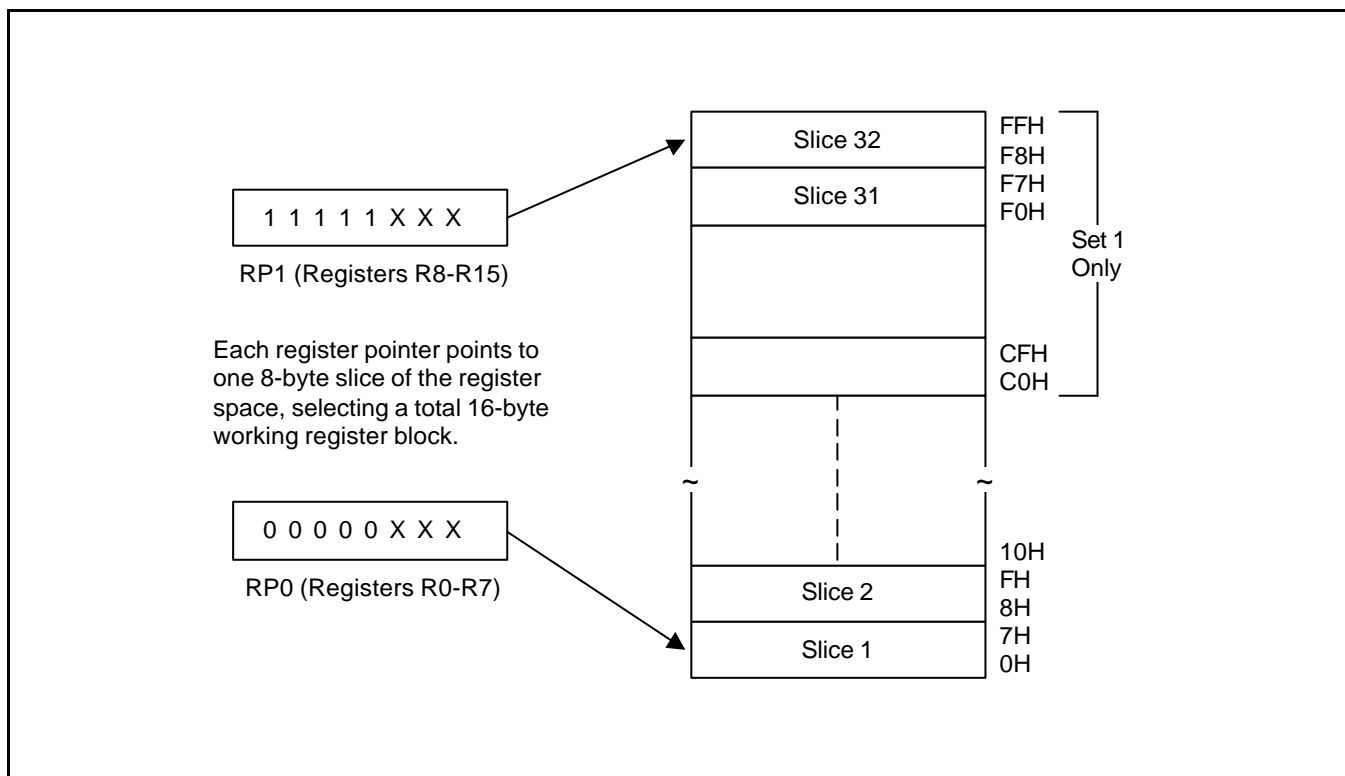 1 1 1 1 1 X X X
RP1 (Registers R8-R15)
Each register pointer points to
one 8-byte slice of the register
space, selecting a total 16-byte
working register block.
0 0 0 0 0 X X X
RP0 (Registers R0-R7)
Slice 32
Slice 31
~ ~
Slice 2
Slice 1
FFH
F8H
F7H
F0H
CFH
C0H
10H
FH
8H
7H
0H
Set 1
Only